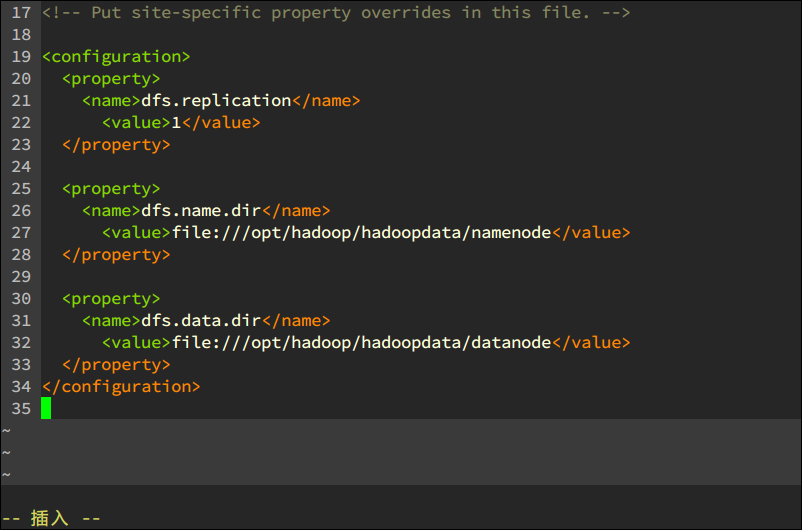 17 <!-- Put site-specific property overrides in this file. -->
18
19 <configuration>
20   <property>
21     <name>dfs.replication</name>
22       <value>1</value>
23   </property>
24
25   <property>
26     <name>dfs.name.dir</name>
27       <value>file:///opt/hadoop/hadoopdata/namenode</value>
28   </property>
29
30   <property>
31     <name>dfs.data.dir</name>
32       <value>file:///opt/hadoop/hadoopdata/datanode</value>
33   </property>
34 </configuration>
35
~
~
~
-- 插入 --